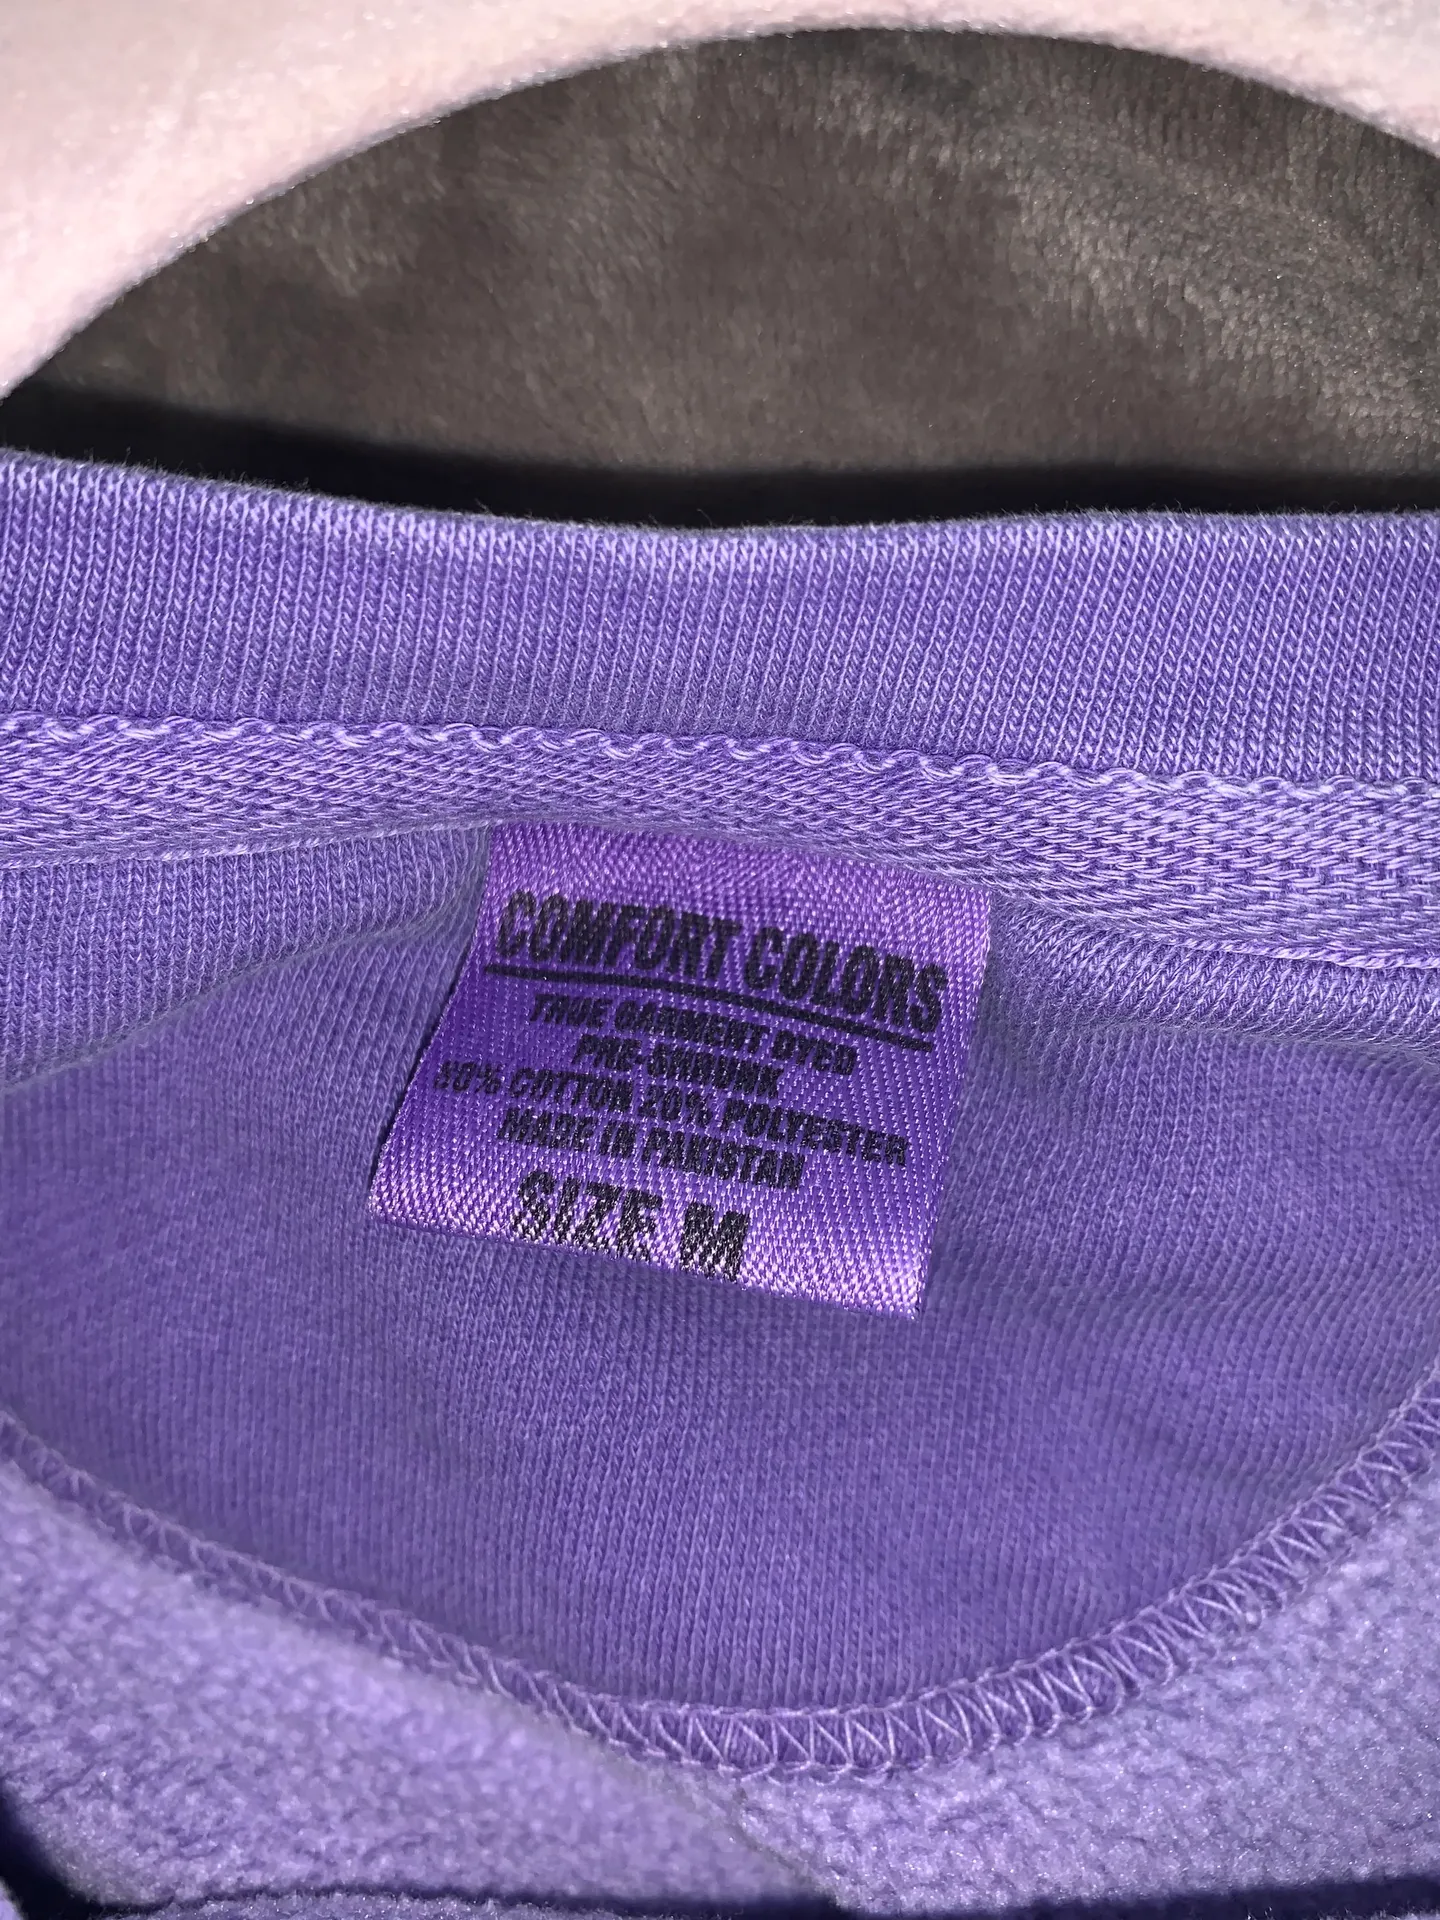 COMFORT COLORS
TRUE GARMENT DYED
PRE-SHRUNK
80% COTTON 20% POLYESTER
MADE IN PAKISTAN
SIZE M